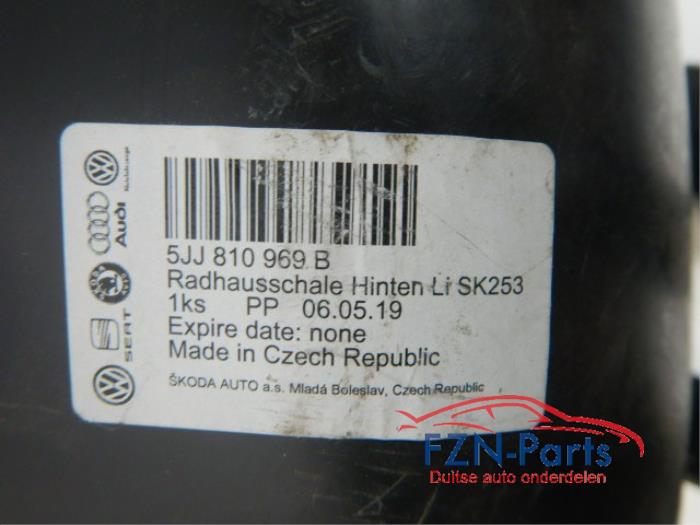 5JJ 810 969 B
Radhausschale Hinten Li SK253
1ks PP 06.05.19
Expire date: none
Made in Czech Republic
ŠKODA AUTO a.s. Mladá Boleslav, Czech Republic
Audi
SEAT
FZN-Parts
Duitse auto onderdelen